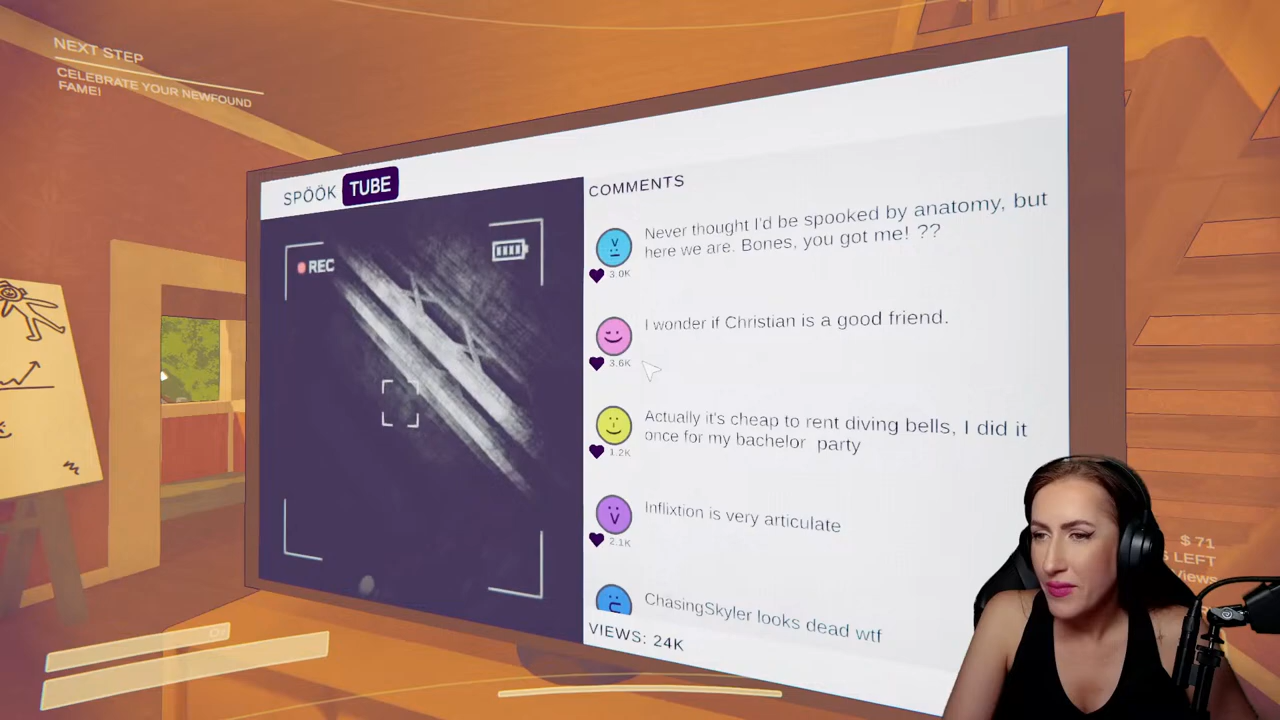 NEXT STEP
CELEBRATE YOUR NEWFOUND
FAME!
SPÖÖK TUBE
REC
COMMENTS
Never thought I'd be spooked by anatomy, but
here we are. Bones, you got me! ??
3.0K
I wonder if Christian is a good friend.
3.6K
Actually it's cheap to rent diving bells, I did it
once for my bachelor party
1.2K
Inflixtion is very articulate
2.1K
ChasingSkyler looks dead wtf
VIEWS: 24K
$ 71
LEFT
Views